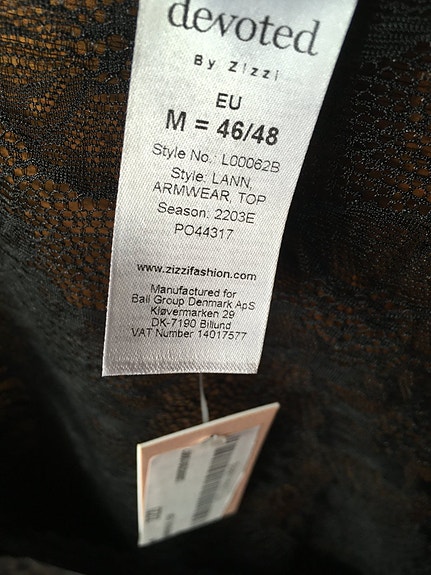 devoted
By Zizzi
EU
M = 46/48
Style No.: L00062B
Style: LANN,
ARMWEAR, TOP
Season: 2203E
PO44317
www.zizzifashion.com
Manufactured for
Ball Group Denmark ApS
Kløvermarken 29
DK-7190 Billund
VAT Number 14017577